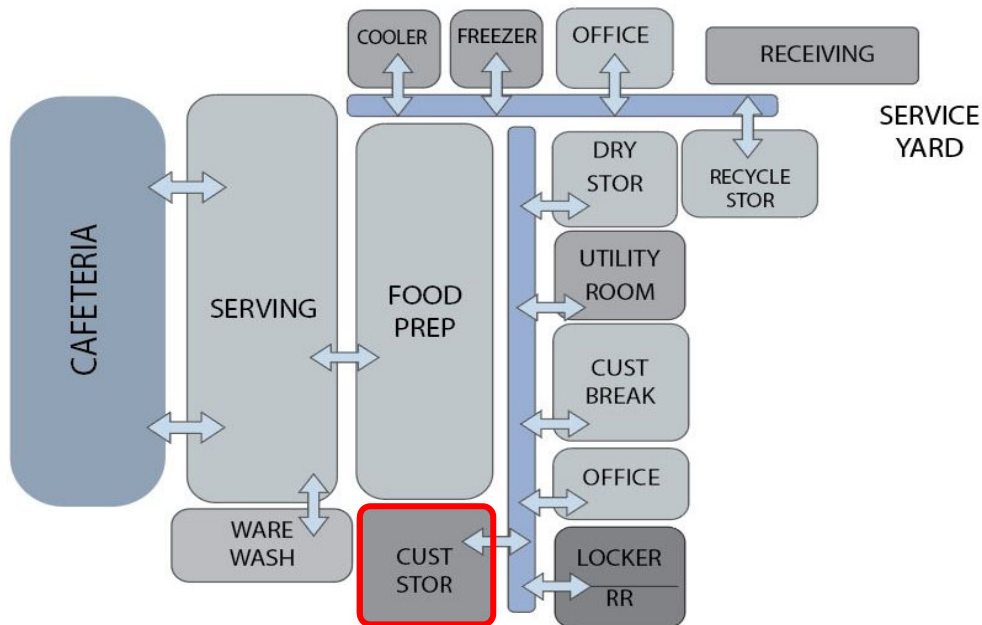 COOLER
FREEZER
OFFICE
RECEIVING
SERVICE
YARD
CAFETERIA
SERVING
FOOD
PREP
DRY
STOR
RECYCLE
STOR
UTILITY
ROOM
CUST
BREAK
OFFICE
WARE
WASH
CUST
STOR
LOCKER
RR